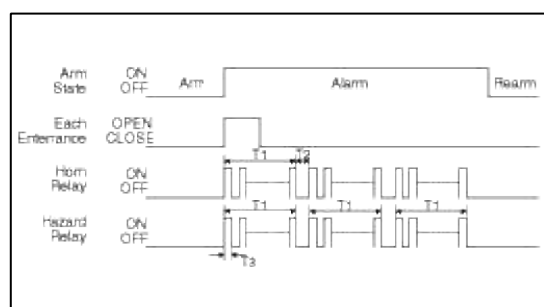 Arm ON
State OFF
Arm Alarm Rearm
Each OPEN
Enterrance CLOSE
T1 T2
Horn ON
Relay OFF
T1 T1 T1
Hazard ON
Relay OFF
T3